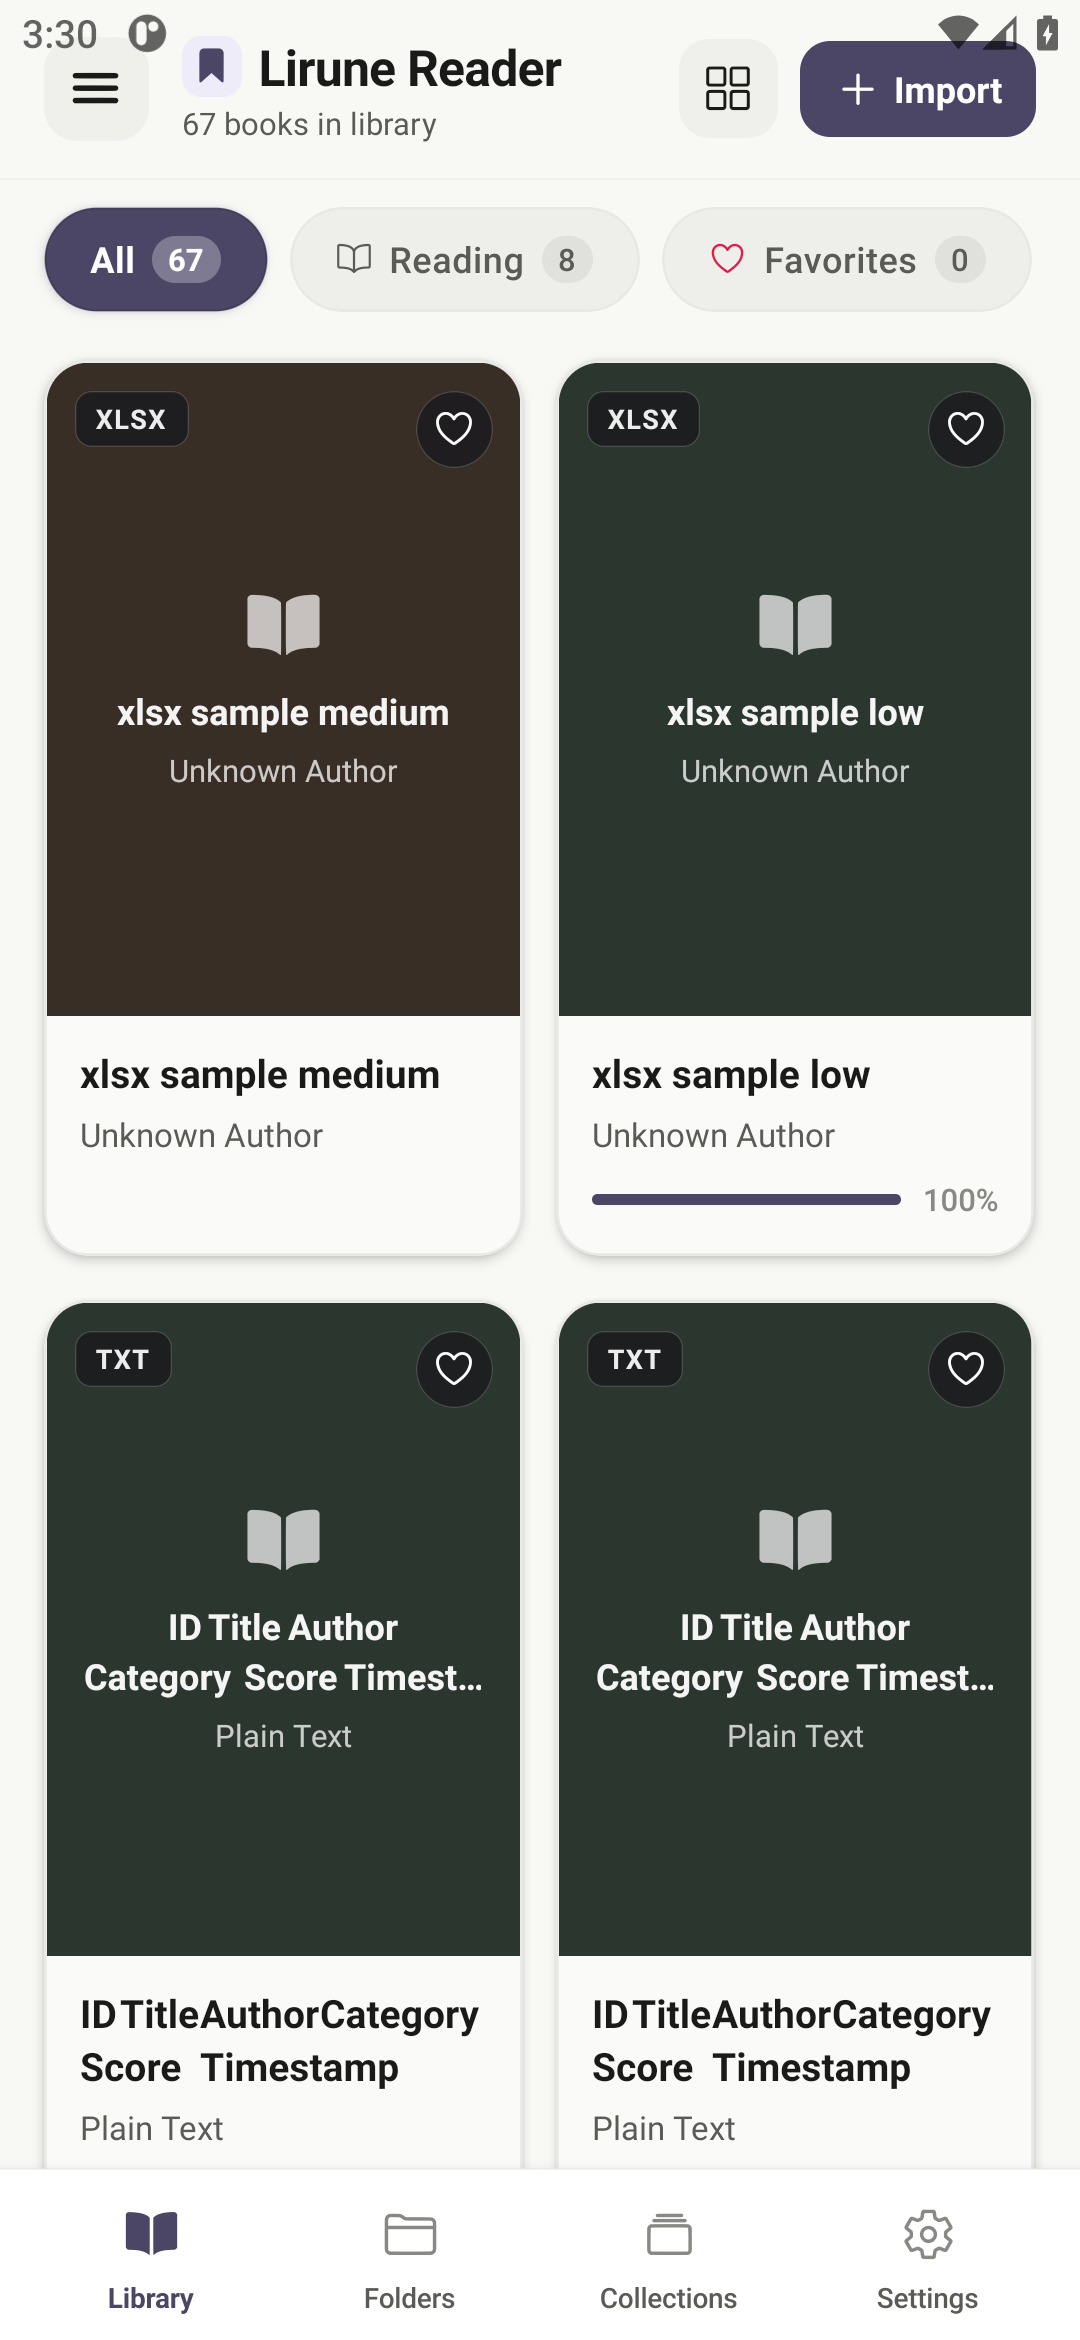 3:30
Lirune Reader
67 books in library
Import
All 67
Reading 8
Favorites 0
XLSX
xlsx sample medium
Unknown Author
xlsx sample medium
Unknown Author
XLSX
xlsx sample low
Unknown Author
xlsx sample low
Unknown Author
100%
TXT
ID Title Author
Category Score Timest...
Plain Text
IDTitleAuthorCategory
Score Timestamp
Plain Text
TXT
ID Title Author
Category Score Timest...
Plain Text
IDTitleAuthorCategory
Score Timestamp
Plain Text
Library
Folders
Collections
Settings